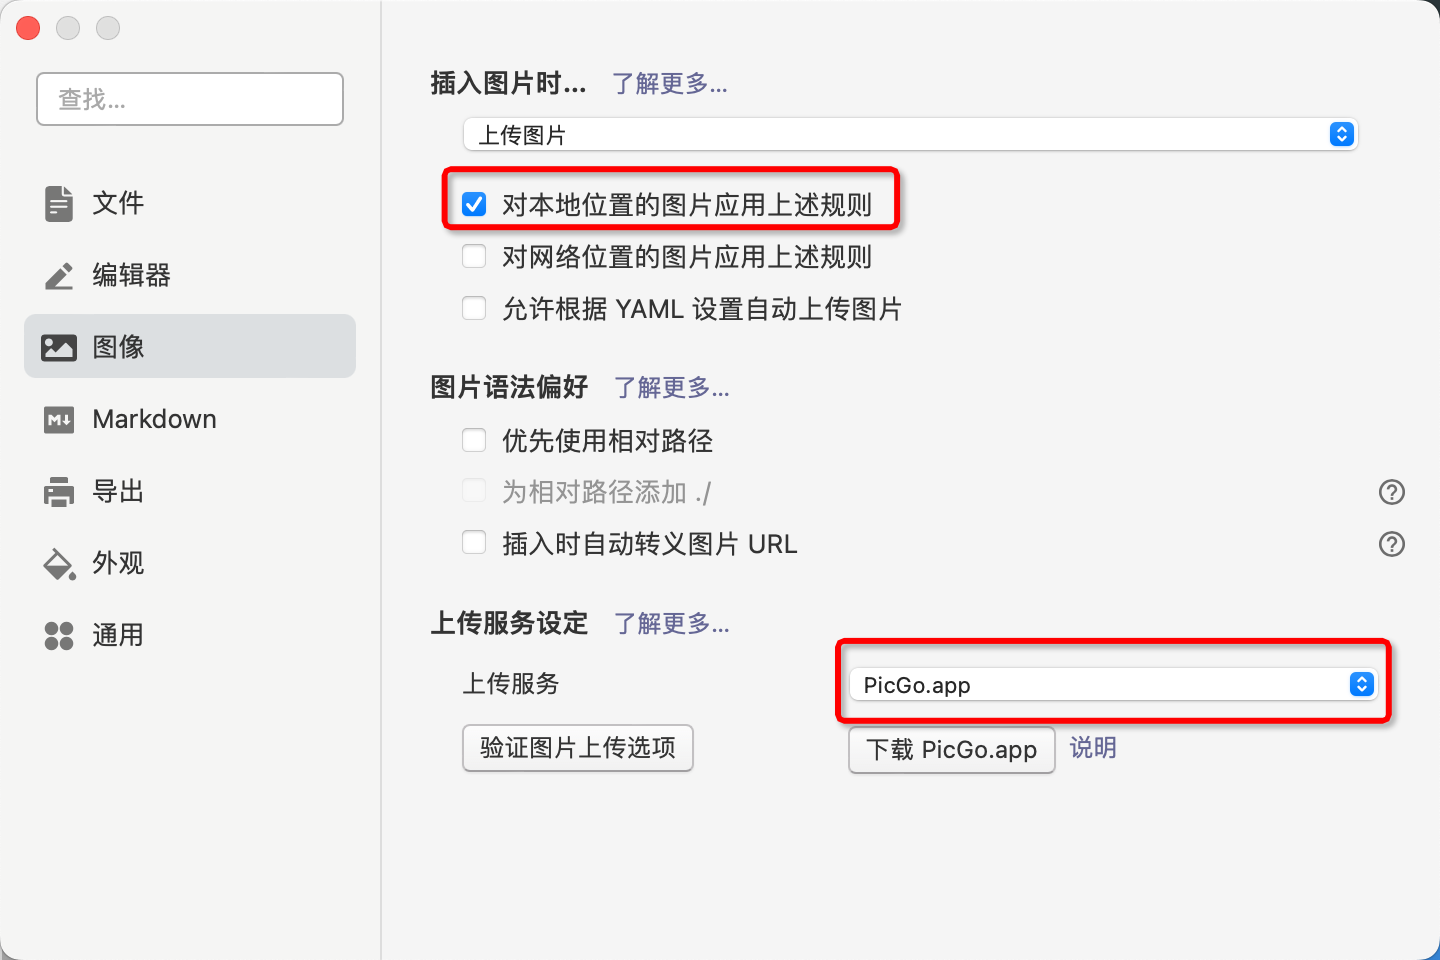 查找...
文件
编辑器
图像
Markdown
导出
外观
通用
插入图片时... 了解更多...
上传图片
对本地位置的图片应用上述规则
对网络位置的图片应用上述规则
允许根据 YAML 设置自动上传图片
图片语法偏好 了解更多...
优先使用相对路径
为相对路径添加 ./
插入时自动转义图片 URL
上传服务设定 了解更多...
上传服务 PicGo.app
验证图片上传选项 下载 PicGo.app 说明